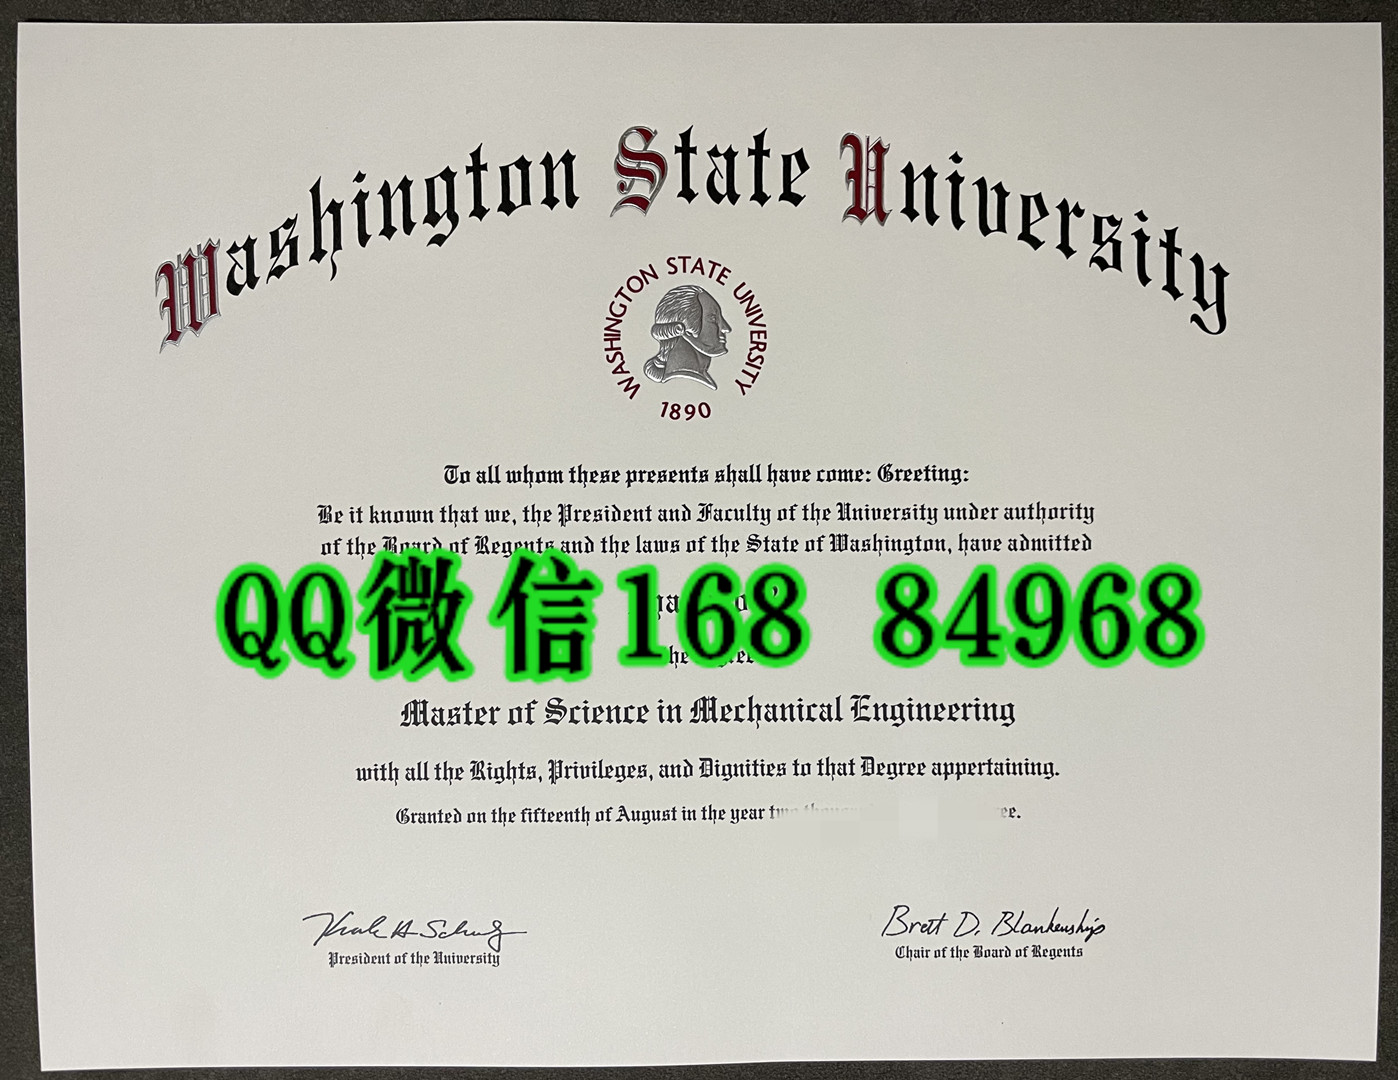 Washington State University
WASHINGTON STATE UNIVERSITY
1890
To all whom these presents shall have come: Greeting:
Be it known that we, the President and Faculty of the University under authority
of the Board of Regents and the laws of the State of Washington, have admitted
QQ微信168 84968
Master of Science in Mechanical Engineering
with all the Rights, Privileges, and Dignities to that Degree appertaining.
Granted on the fifteenth of August in the year
Brett D. Blankenship
President of the University
Chair of the Board of Regents